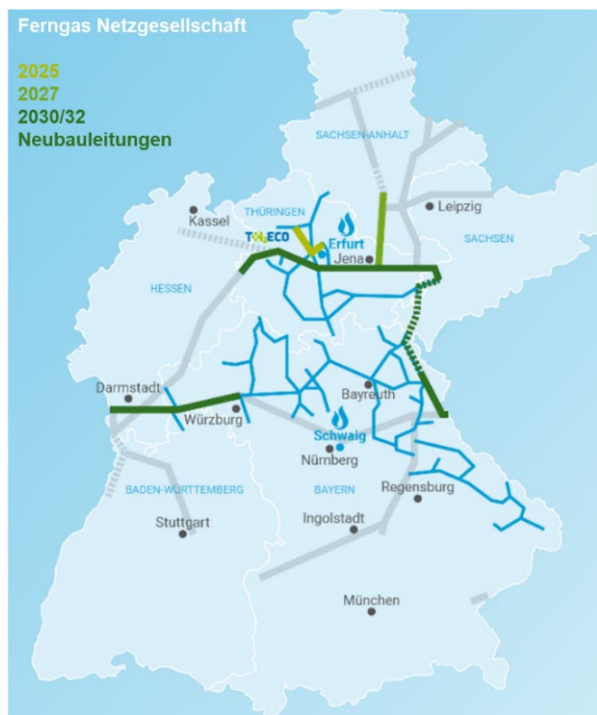 Ferngas Netzgesellschaft
2025
2027
2030/32
Neubauleitungen
SACHSEN-ANHALT
Kassel
THÜRINGEN
Leipzig
TH2ECO
Erfurt
SACHSEN
Jena
HESSEN
Darmstadt
Bayreuth
Würzburg
Schwaig
Nürnberg
BADEN-WÜRTTEMBERG
BAYERN
Regensburg
Stuttgart
Ingolstadt
München